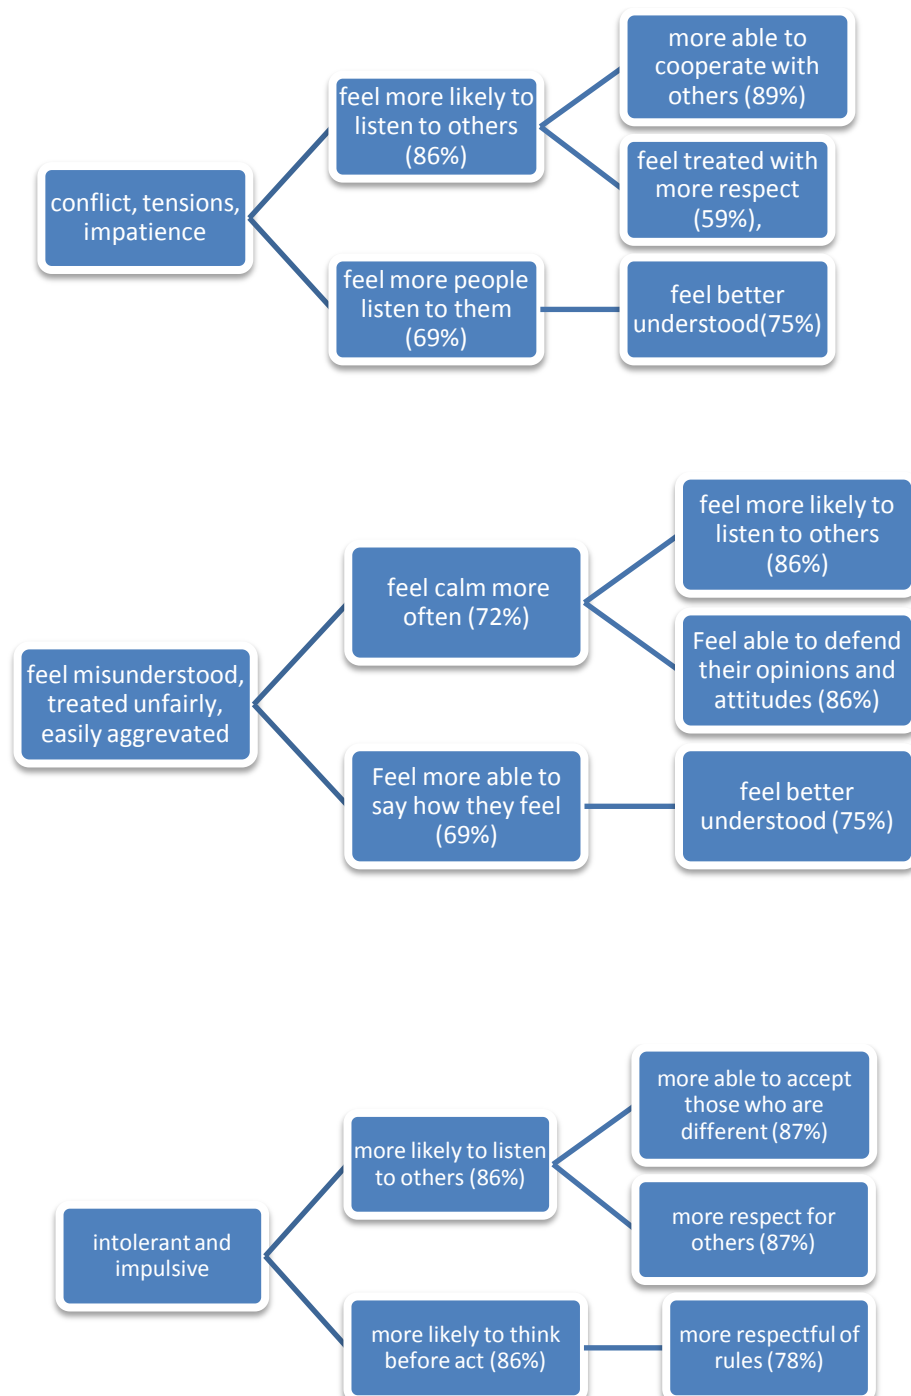 conflict, tensions,
impatience
feel more likely to
listen to others
(86%)
more able to
cooperate with
others (89%)
feel treated with
more respect
(59%),
feel more people
listen to them
(69%)
feel better
understood(75%)
feel misunderstood,
treated unfairly,
easily aggrevated
feel calm more
often (72%)
feel more likely to
listen to others
(86%)
Feel able to defend
their opinions and
attitudes (86%)
Feel more able to
say how they feel
(69%)
feel better
understood (75%)
intolerant and
impulsive
more likely to listen
to others (86%)
more able to accept
those who are
different (87%)
more respect for
others (87%)
more likely to think
before act (86%)
more respectful of
rules (78%)